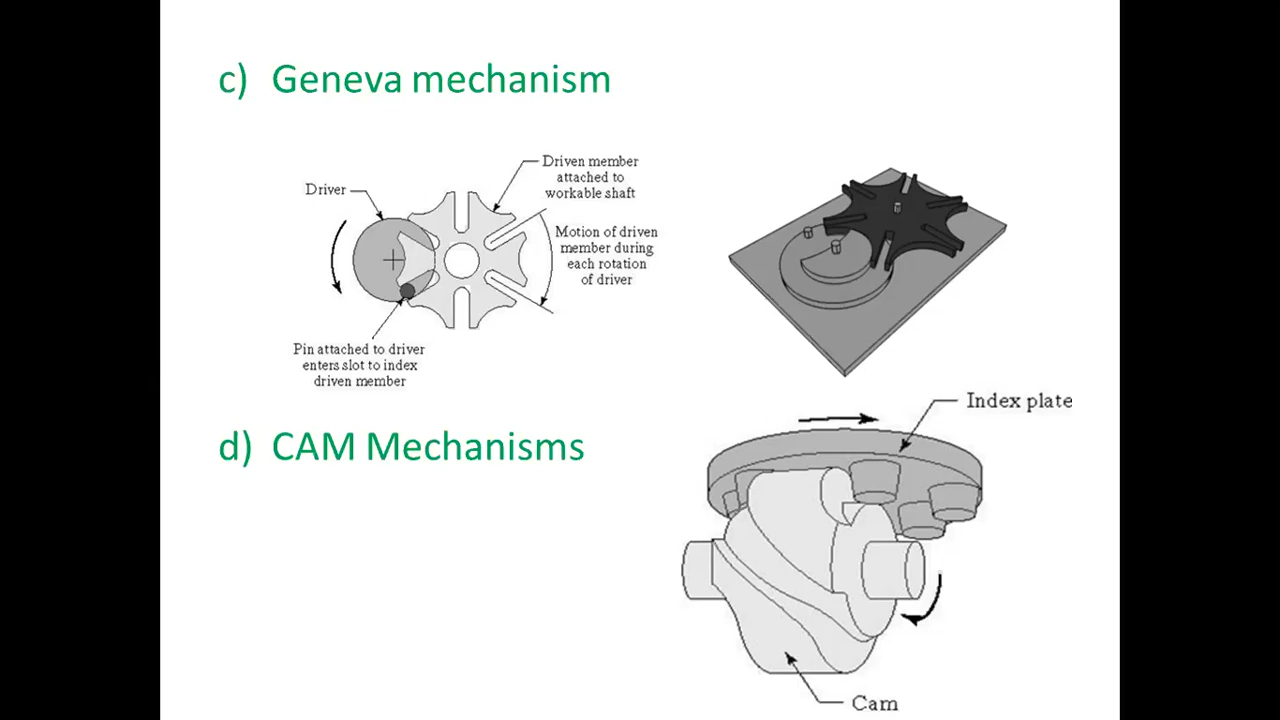 c) Geneva mechanism
Driver
Driven member
attached to
workable shaft
Motion of driven
member during
each rotation
of driver
Pin attached to driver
enters slot to index
driven member
d) CAM Mechanisms
Index plate
Cam